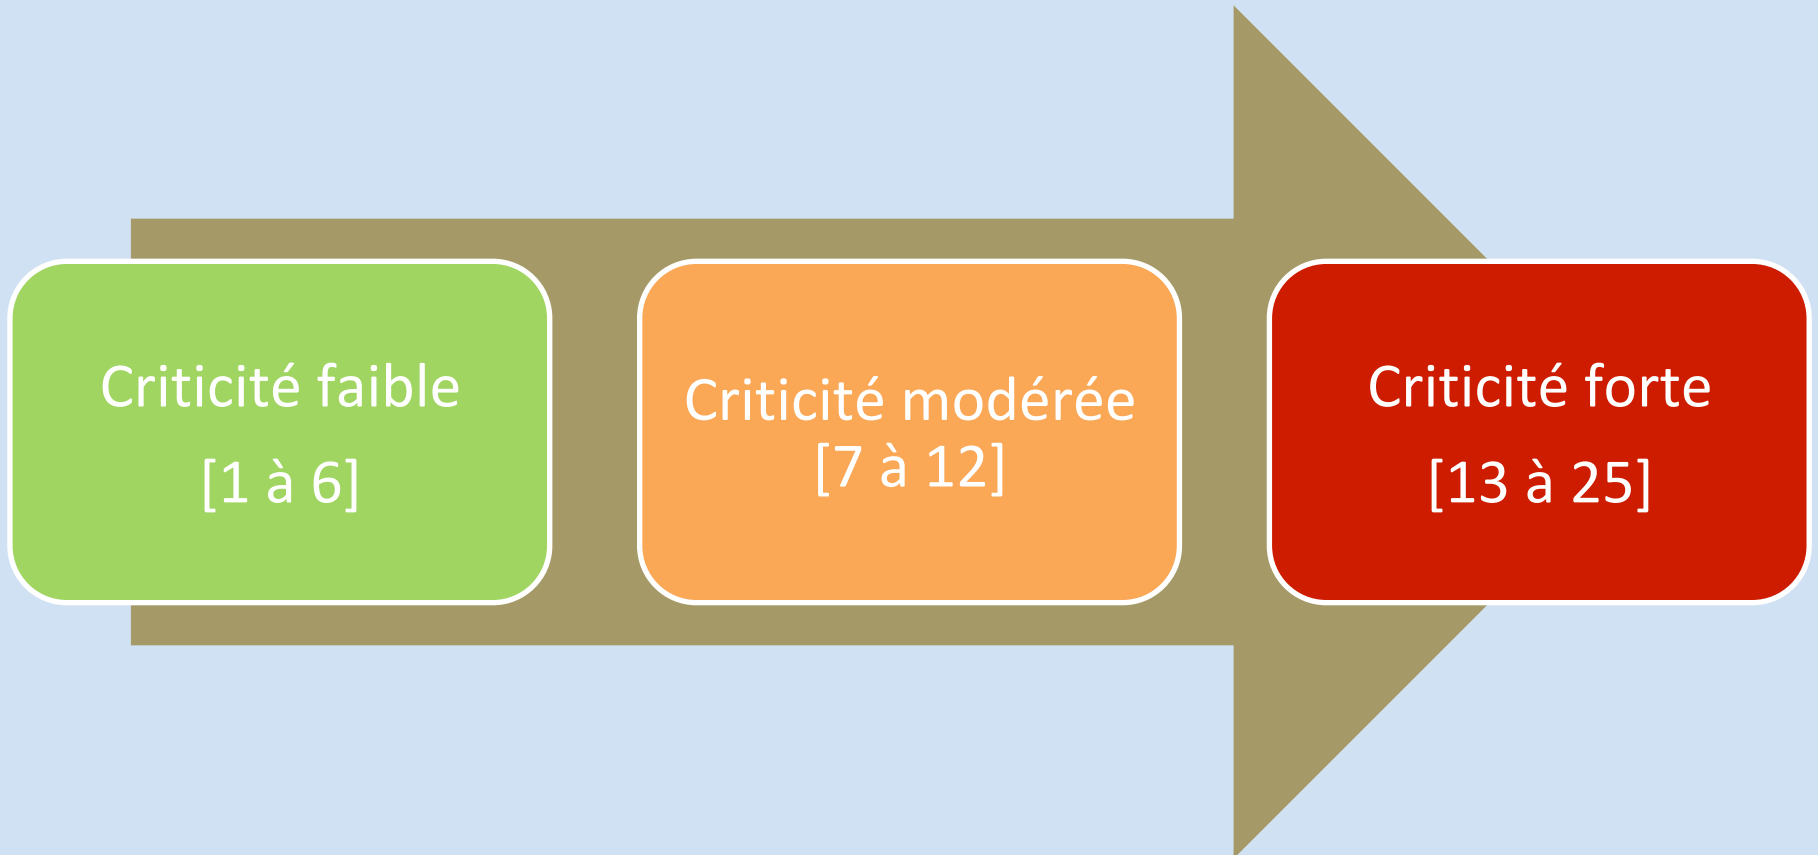 Criticité faible
[1 à 6]
Criticité modérée
[7 à 12]
Criticité forte
[13 à 25]